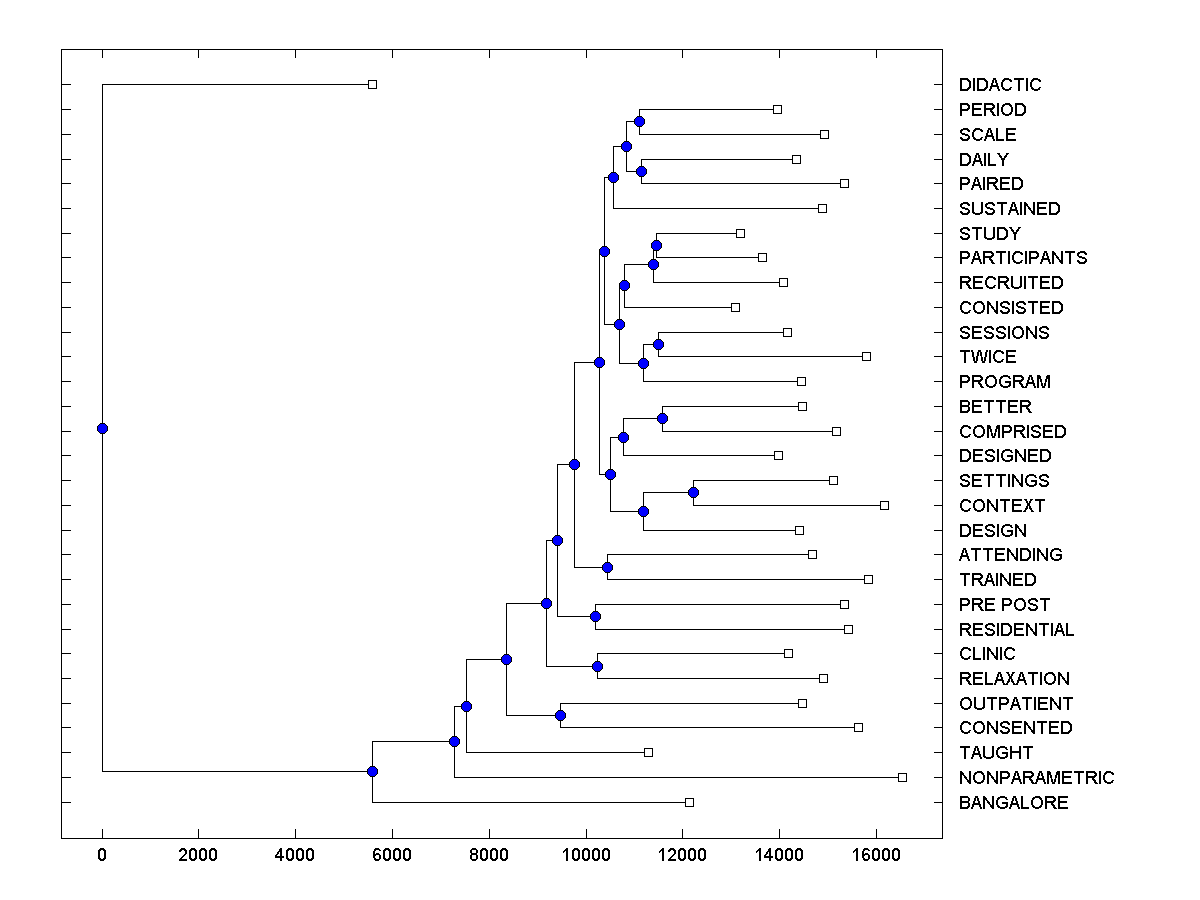 DIDACTIC
PERIOD
SCALE
DAILY
PAIRED
SUSTAINED
STUDY
PARTICIPANTS
RECRUITED
CONSISTED
SESSIONS
TWICE
PROGRAM
BETTER
COMPRISED
DESIGNED
SETTINGS
CONTEXT
DESIGN
ATTENDING
TRAINED
PRE POST
RESIDENTIAL
CLINIC
RELAXATION
OUTPATIENT
CONSENTED
TAUGHT
NONPARAMETRIC
BANGALORE
0 2000 4000 6000 8000 10000 12000 14000 16000